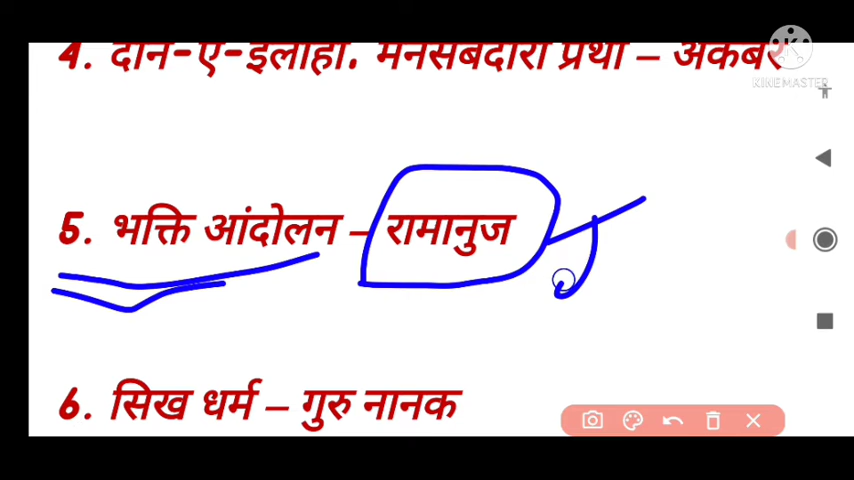 4. दीन-ए-इलाही. मनसबदारी प्रथा – अकबर
KINEMASTER
5. भक्ति आंदोलन – रामानुज
6. सिख धर्म – गुरु नानक